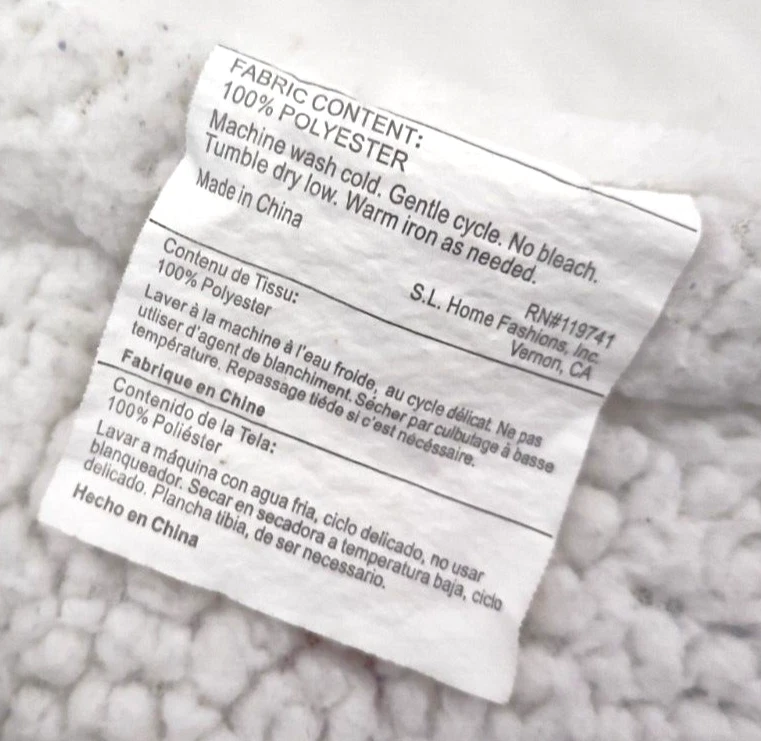 FABRIC CONTENT:
100% POLYESTER
Machine wash cold. Gentle cycle. No bleach.
Tumble dry low. Warm iron as needed.
Made in China
RN#119741
S.L. Home Fashions, Inc.
Vernon, CA
Contenu de Tissu:
100% Polyester
Laver à la machine à l'eau froide, au cycle délicat. Ne pas
utliser d'agent de blanchiment. Sécher par culbutage à basse
température. Repassage tiéde si c'est nécéssaire.
Fabrique en Chine
Contenido de la Tela:
100% Poliéster
Lavar a máquina con agua fria, ciclo delicado, no usar
blanqueador. Secar en secadora a temperatura baja, ciclo
delicado. Plancha tibia, de ser necessario.
Hecho en China